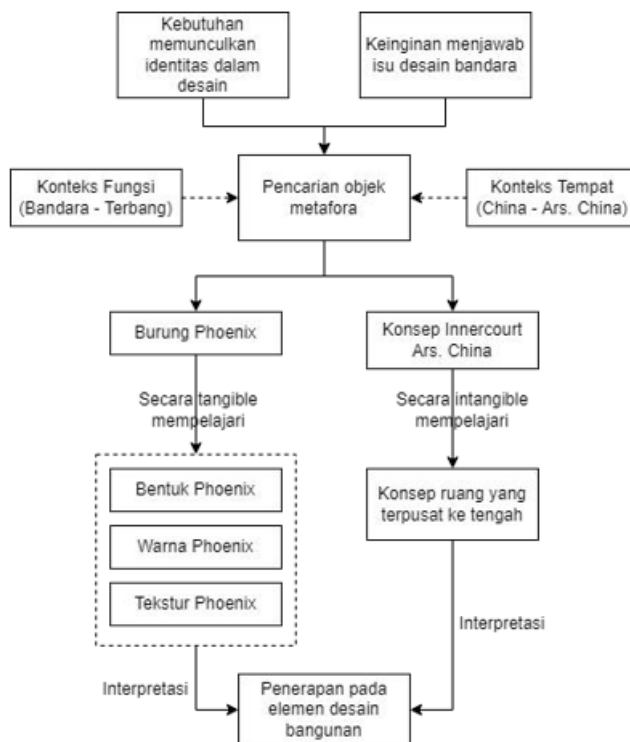 Kebutuhan
memunculkan
identitas dalam
desain
Keinginan menjawab
isu desain bandara
Konteks Fungsi
(Bandara - Terbang)
Pencarian objek
metafora
Konteks Tempat
(China - Ars. China)
Burung Phoenix
Konsep Innercourt
Ars. China
Secara tangible
mempelajari
Secara intangible
mempelajari
Bentuk Phoenix
Warna Phoenix
Tekstur Phoenix
Konsep ruang yang
terpusat ke tengah
Interpretasi
Interpretasi
Penerapan pada
elemen desain
bangunan